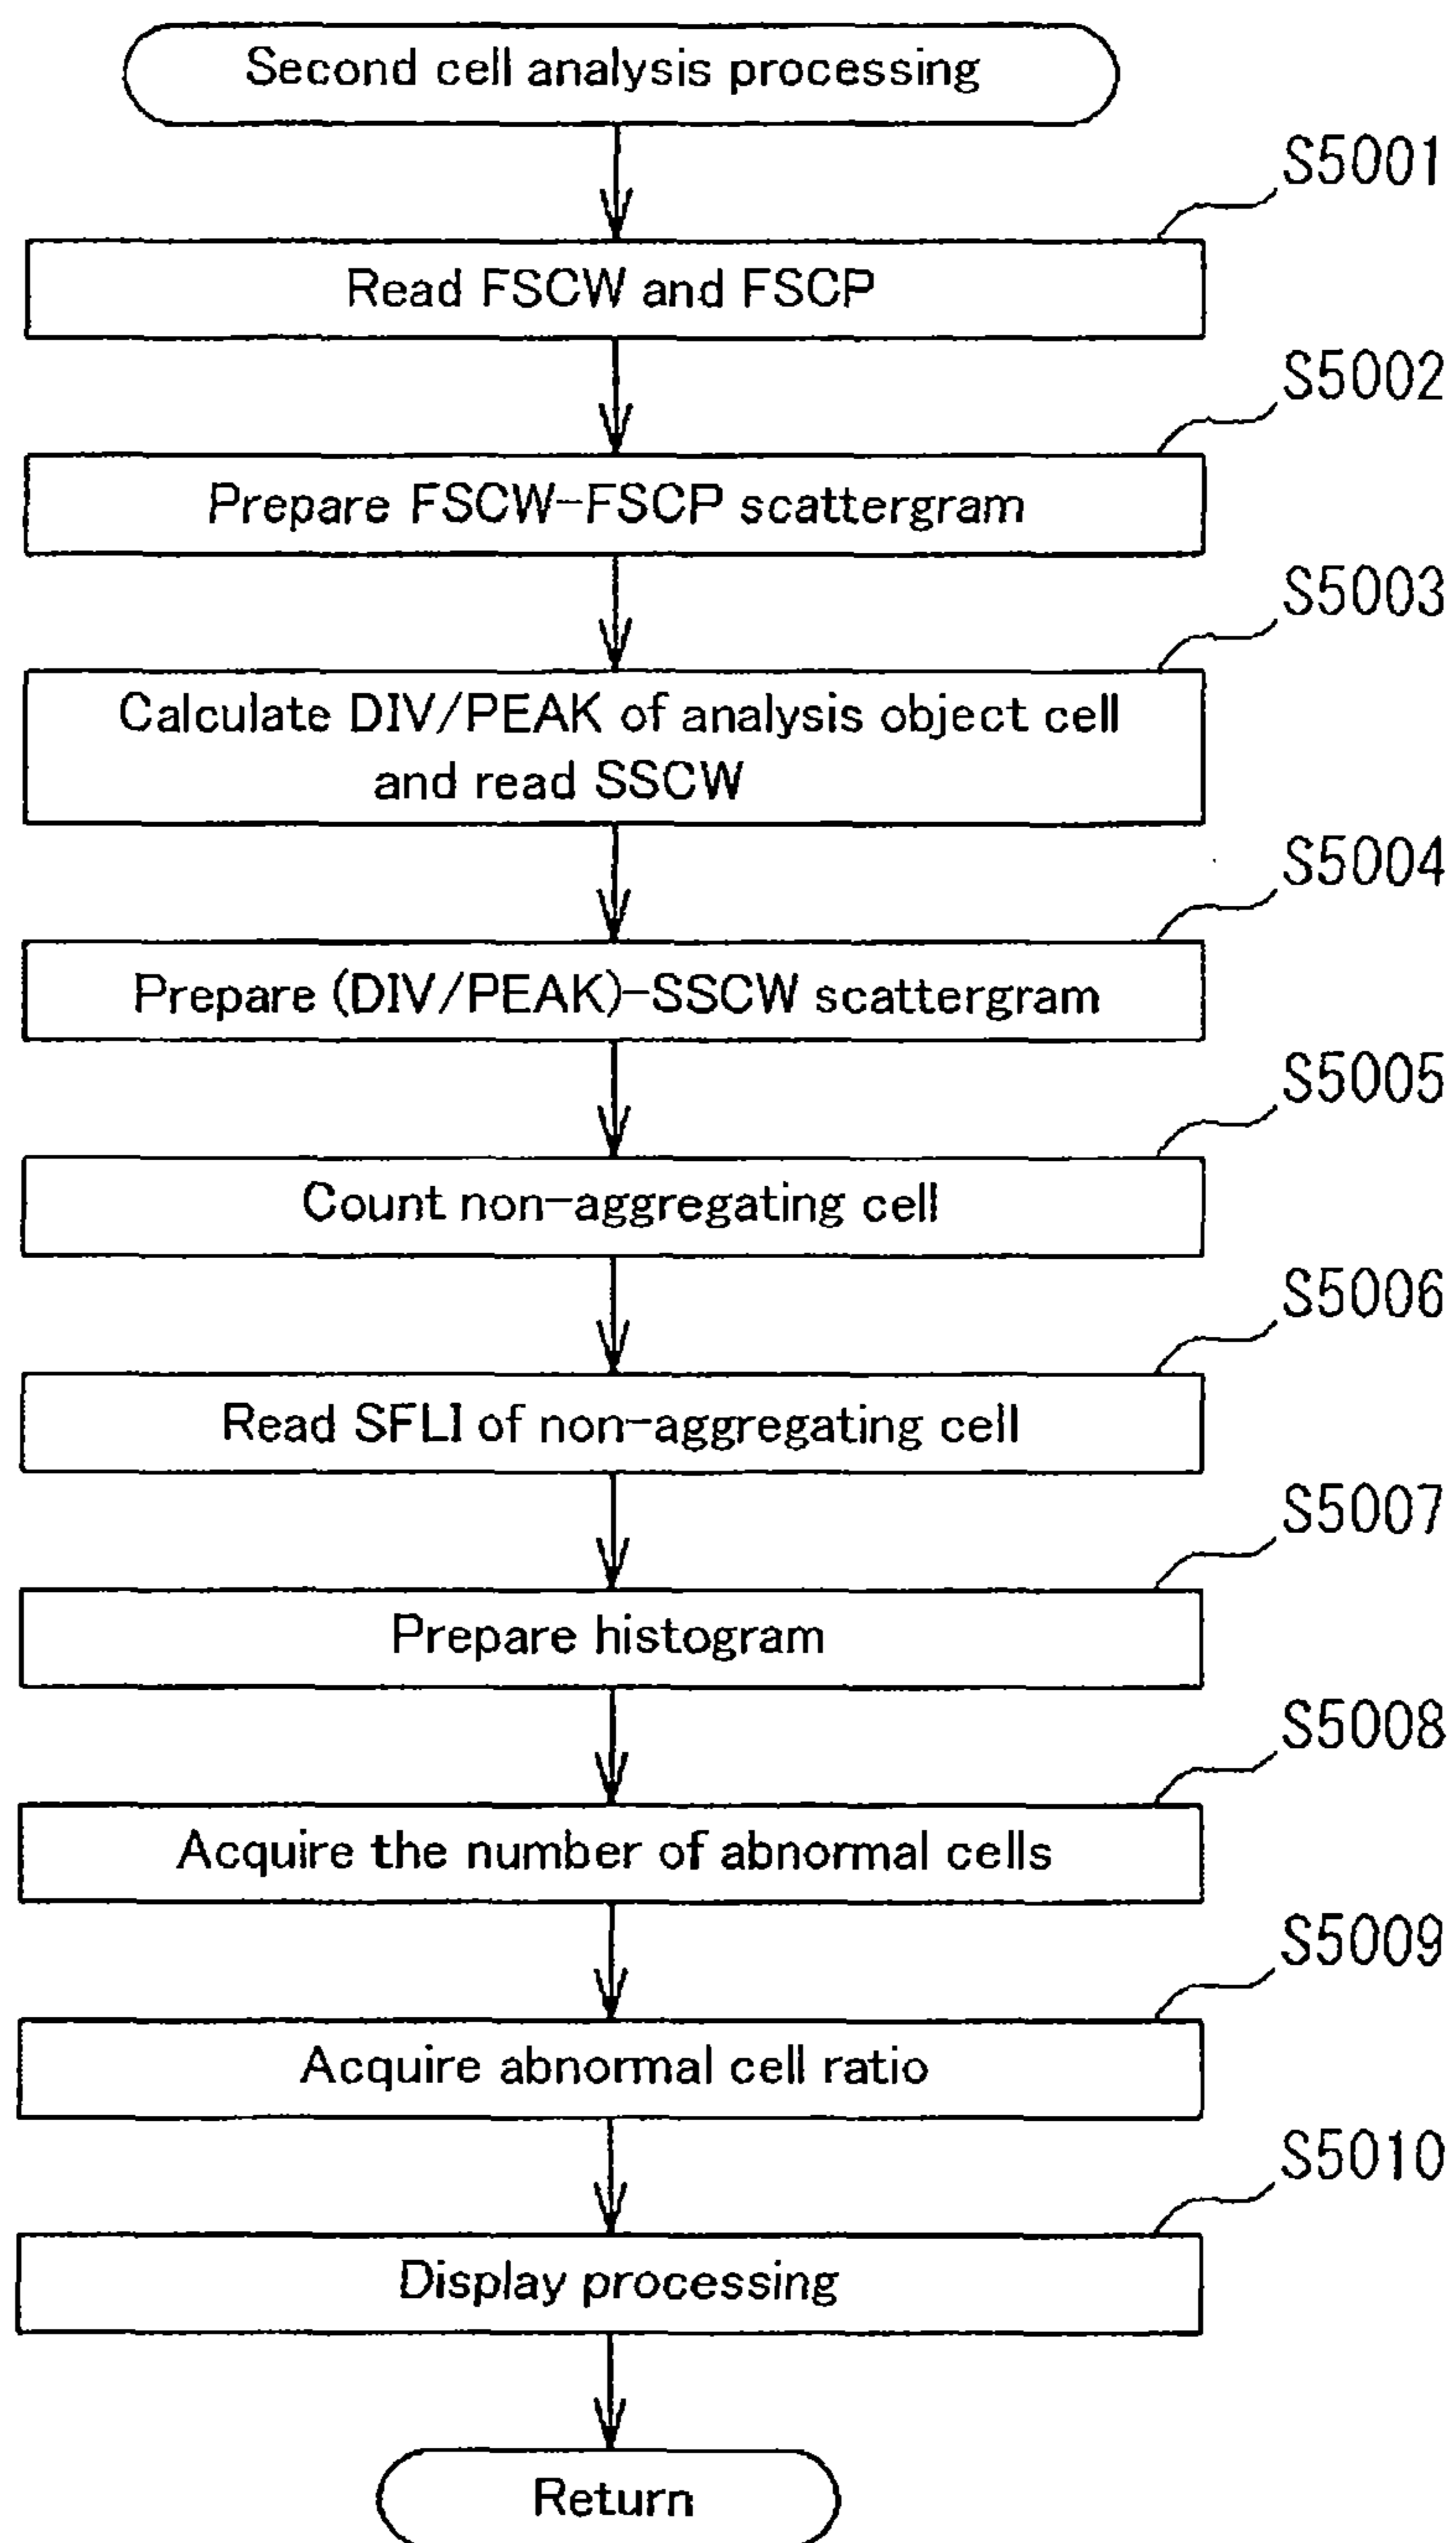 Second cell analysis processing
S5001
Read FSCW and FSCP
S5002
Prepare FSCW-FSCP scattergram
S5003
Calculate DIV/PEAK of analysis object cell
and read SSCW
S5004
Prepare (DIV/PEAK)-SSCW scattergram
S5005
Count non-aggregating cell
S5006
Read SFLI of non-aggregating cell
S5007
Prepare histogram
S5008
Acquire the number of abnormal cells
S5009
Acquire abnormal cell ratio
S5010
Display processing
Return